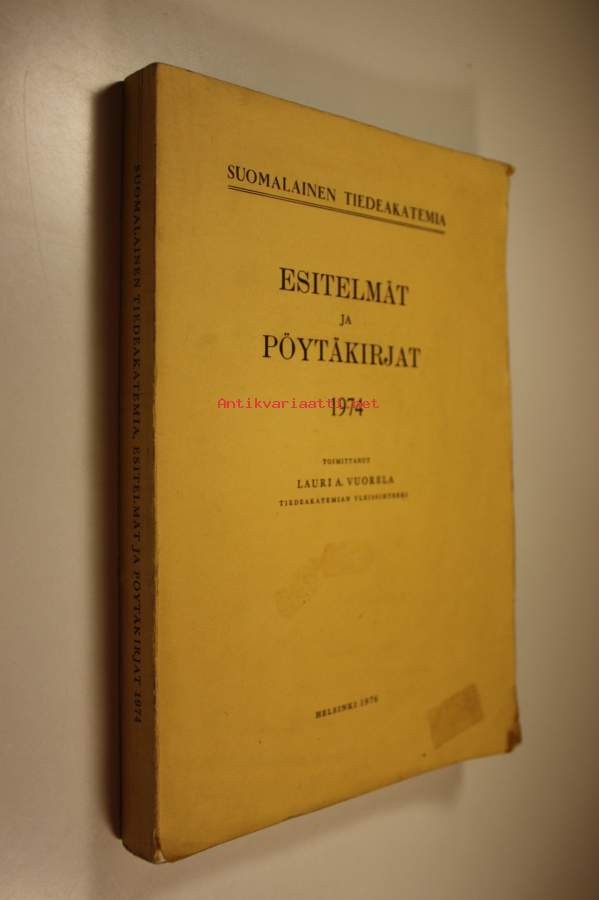 SUOMALAINEN TIEDEAKATEMIA
ESITELMÄT
JA
PÖYTÄKIRJAT
1974
Antikvariaatti.net
TOIMITTANUT
LAURI A. VUORELA
TIEDEAKATEMIAN YLEISSIHTEERI
HELSINKI 1976
SUOMALAINEN TIEDEAKATEMIA, ESITELMÄT JA PÖYTÄKIRJAT 1974